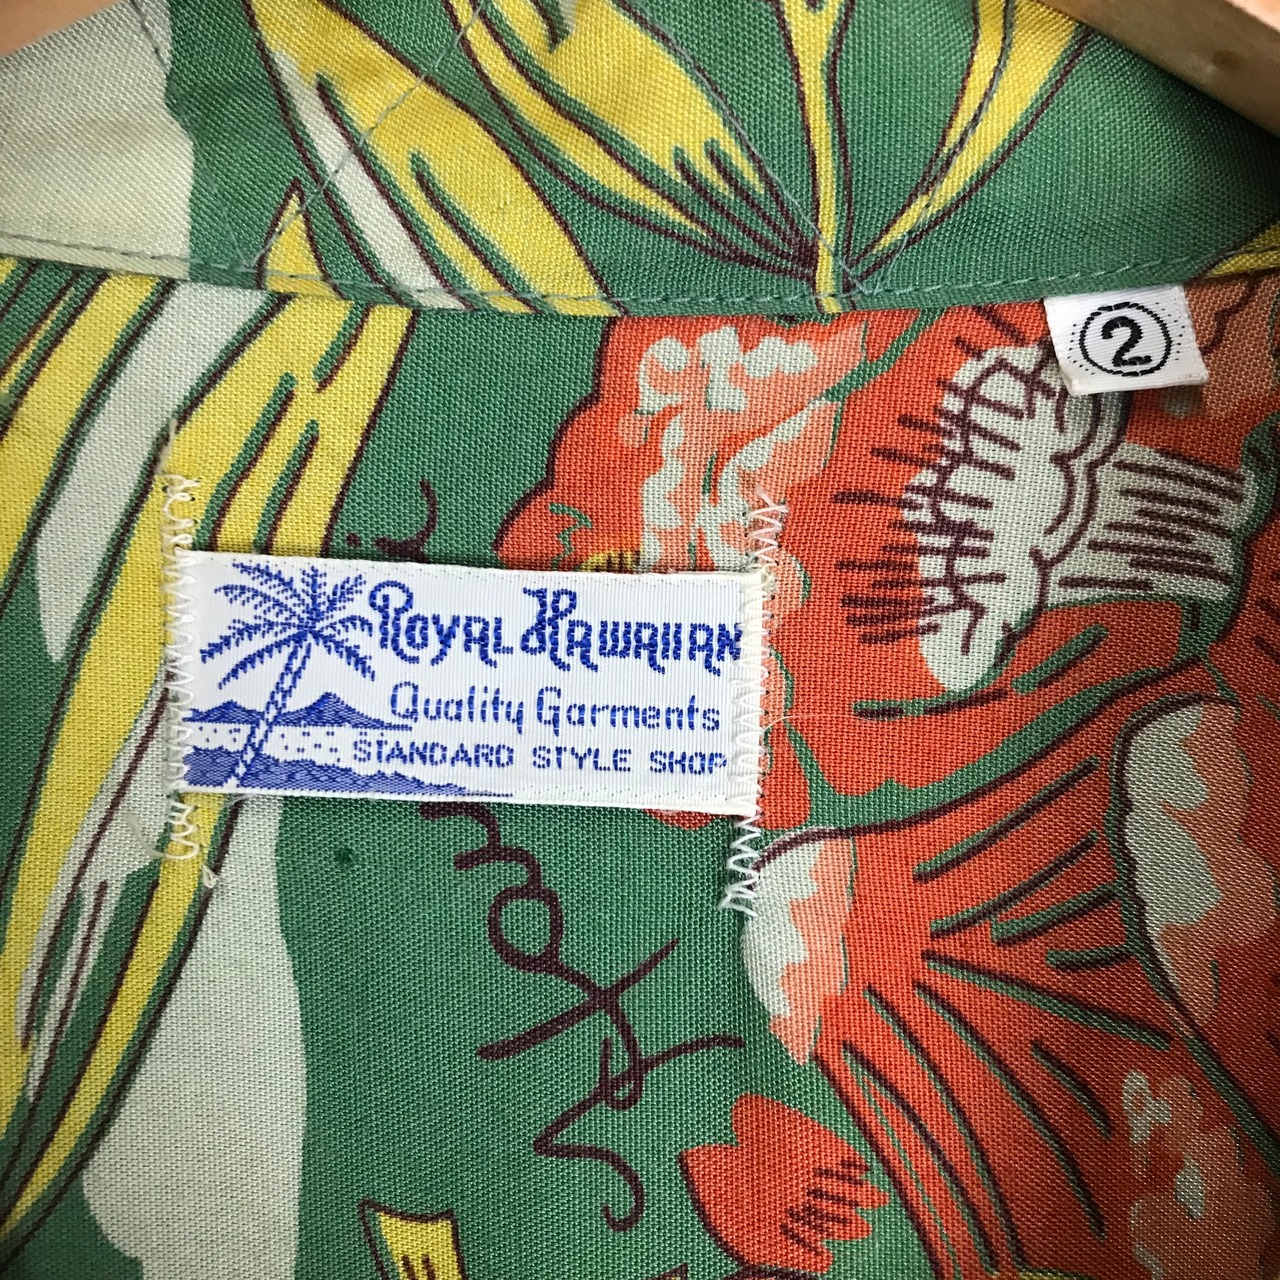 2
ROYAL HAWAIIAN
Quality Garments
STANDARD STYLE SHOP